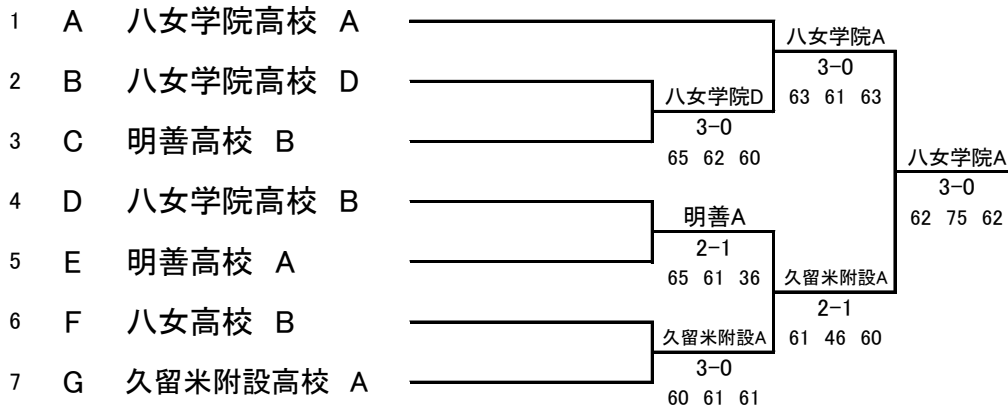 1 A 八女学院高校 A
八女学院A
3-0
63 61 63
2 B 八女学院高校 D
八女学院D
3-0
65 62 60
3 C 明善高校 B
八女学院A
3-0
62 75 62
4 D 八女学院高校 B
明善A
2-1
65 61 36
5 E 明善高校 A
久留米附設A
2-1
61 46 60
6 F 八女高校 B
久留米附設A
3-0
60 61 61
7 G 久留米附設高校 A